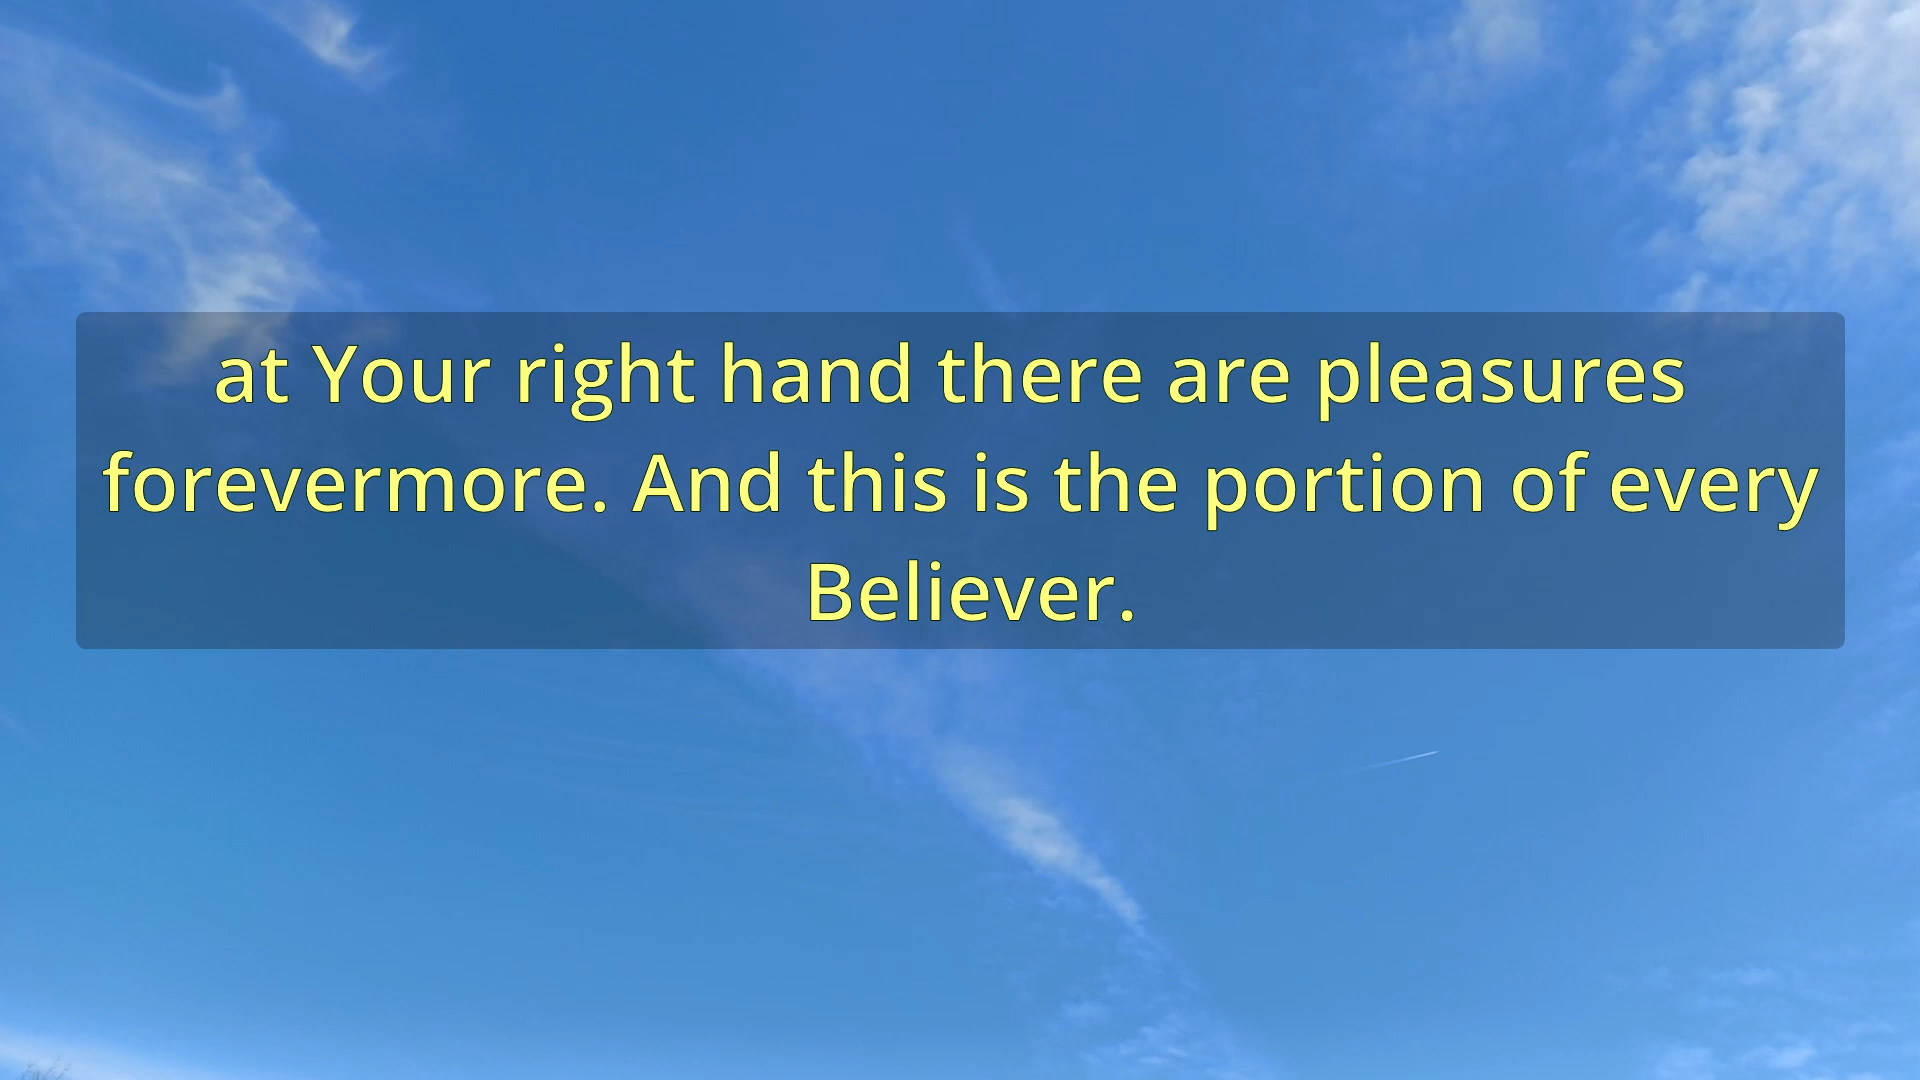 at Your right hand there are pleasures
forevermore. And this is the portion of every
Believer.